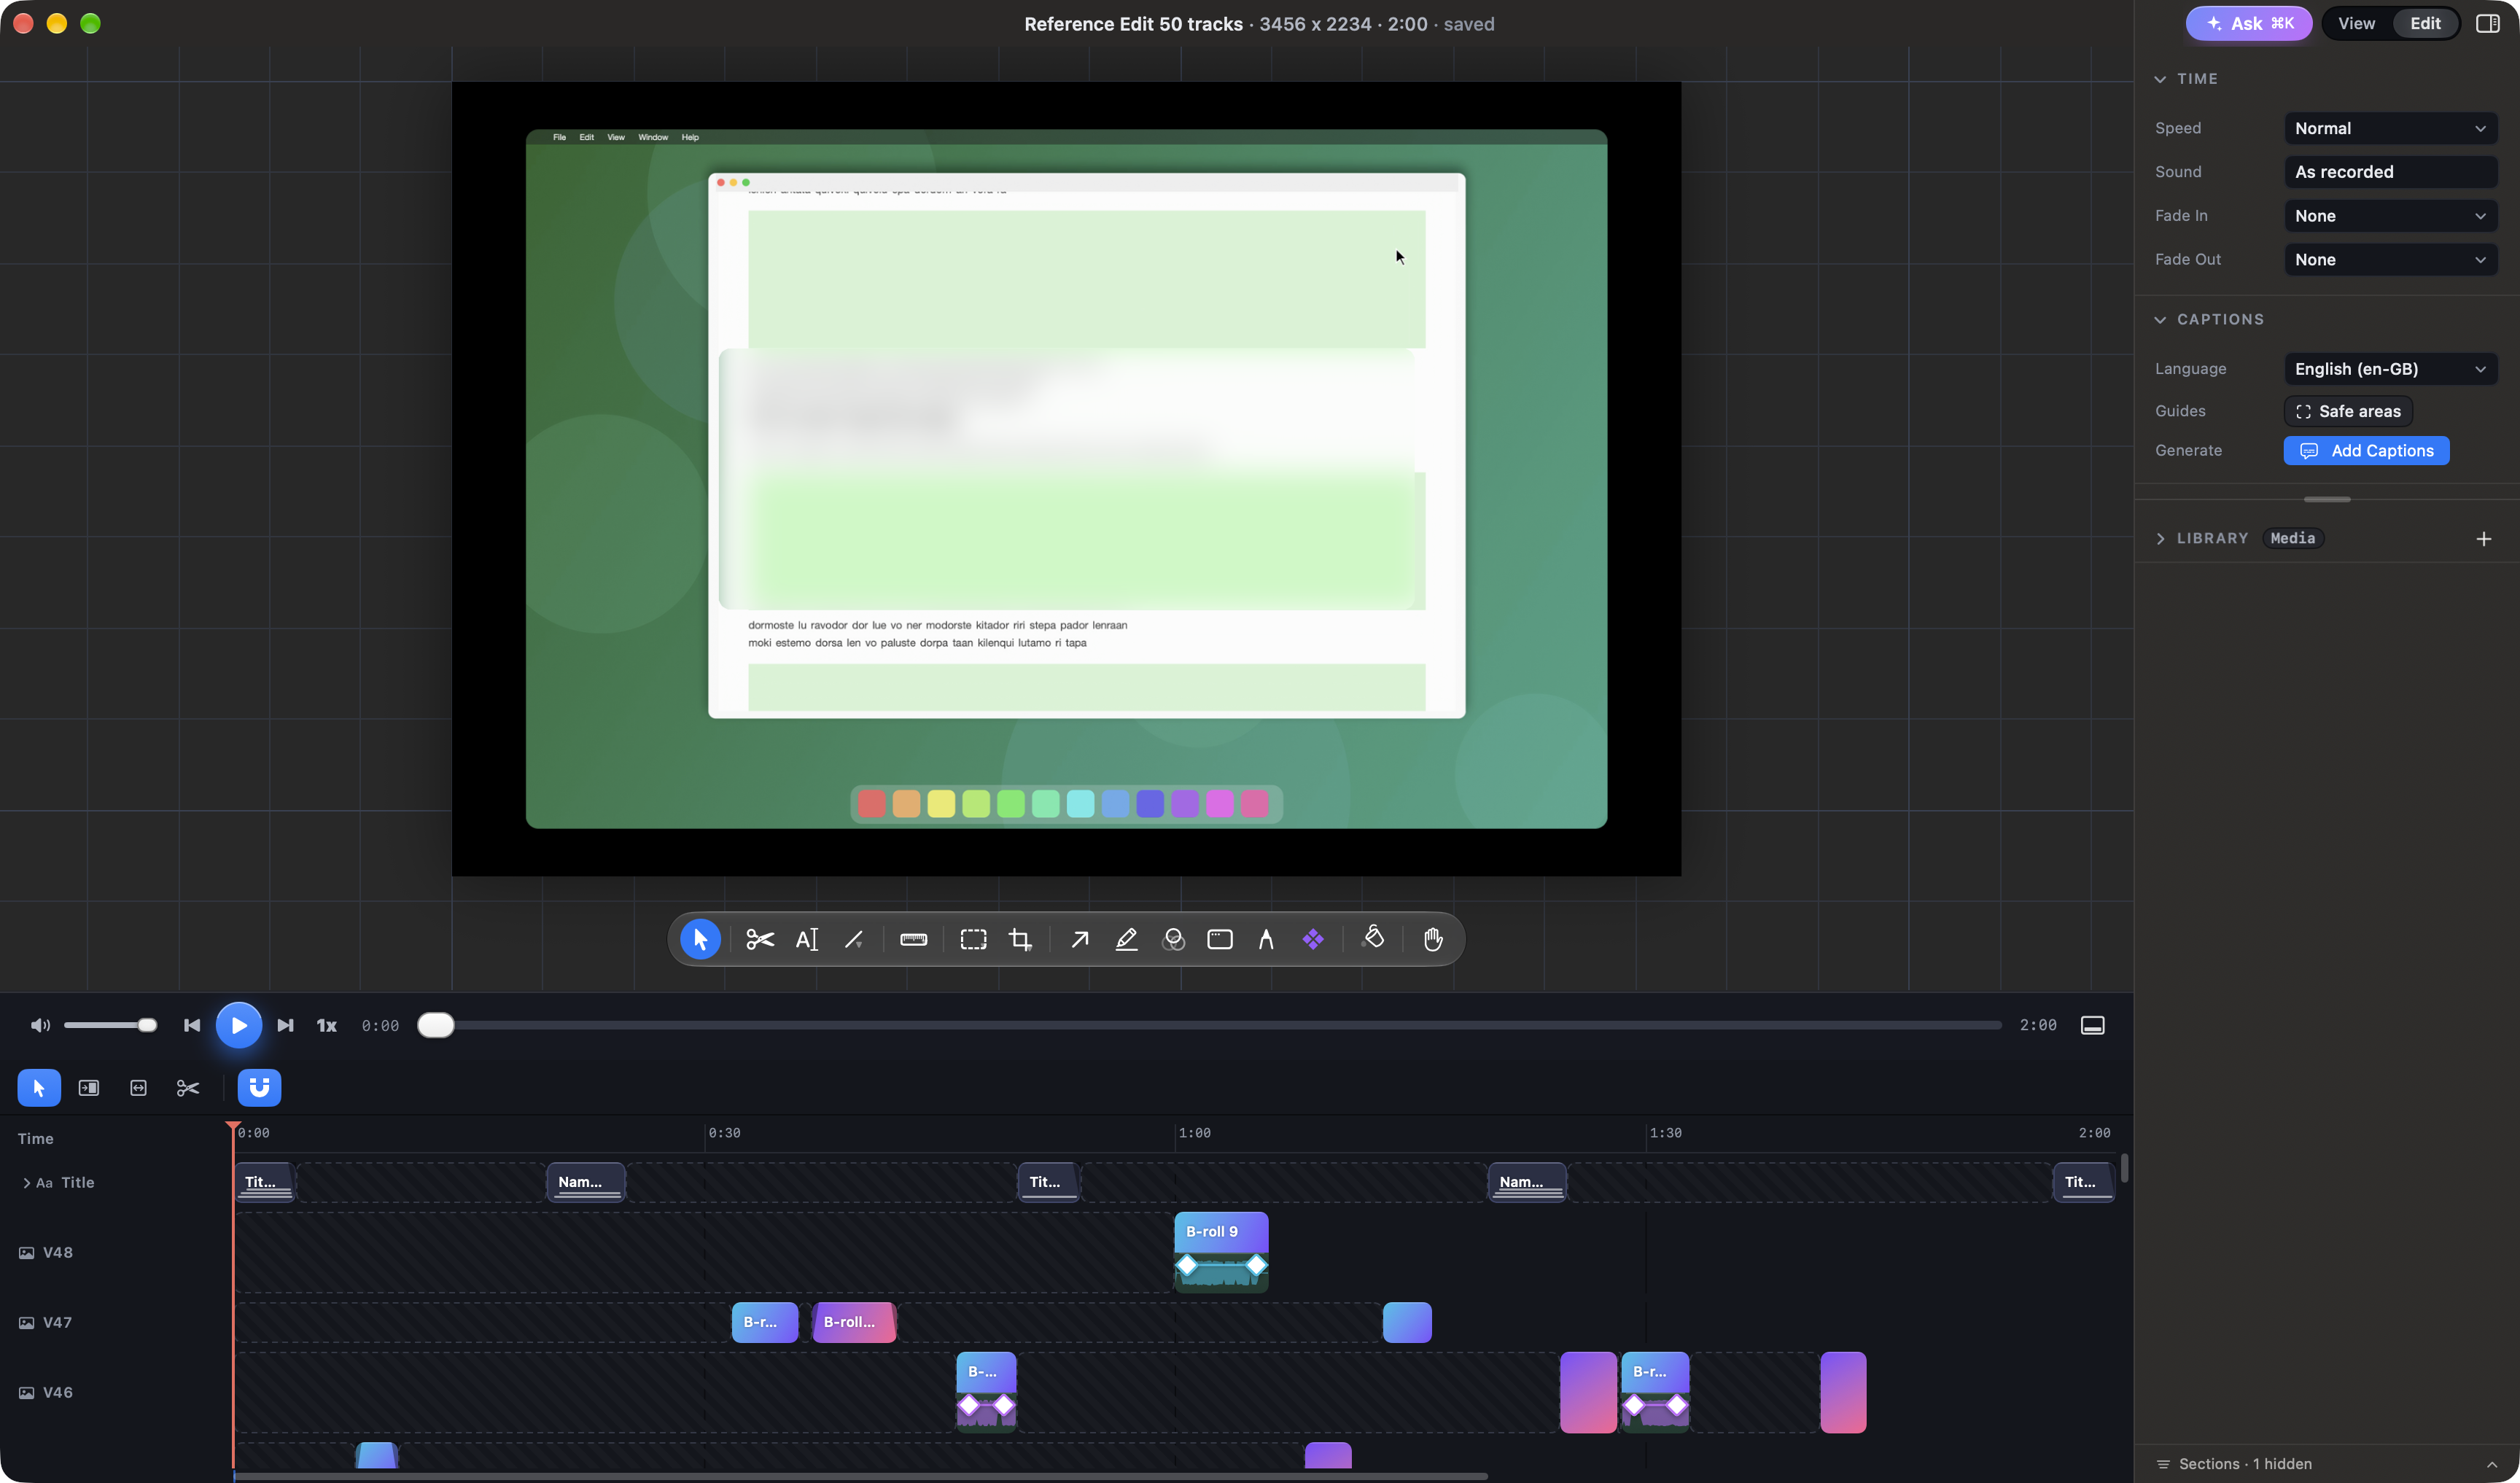 Reference Edit 50 tracks · 3456 x 2234 · 2:00 · saved
Ask ⌘K
View
Edit
TIME
Speed
Normal
Sound
As recorded
Fade In
None
Fade Out
None
CAPTIONS
Language
English (en-GB)
Guides
Safe areas
Generate
Add Captions
LIBRARY
Media
File Edit View Window Help
dormoste lu ravodor dor lue vo ner modorste kitador riri stepa pador lenraan
moki estemo dorsa len vo paluste dorpa taan kilenqui lutamo ri tapa
1x
0:00
2:00
Time
0:00
0:30
1:00
1:30
2:00
Aa Title
Tit...
Nam...
Tit...
Nam...
Tit...
V48
B-roll 9
V47
B-r...
B-roll...
V46
B-...
B-r...
Sections · 1 hidden